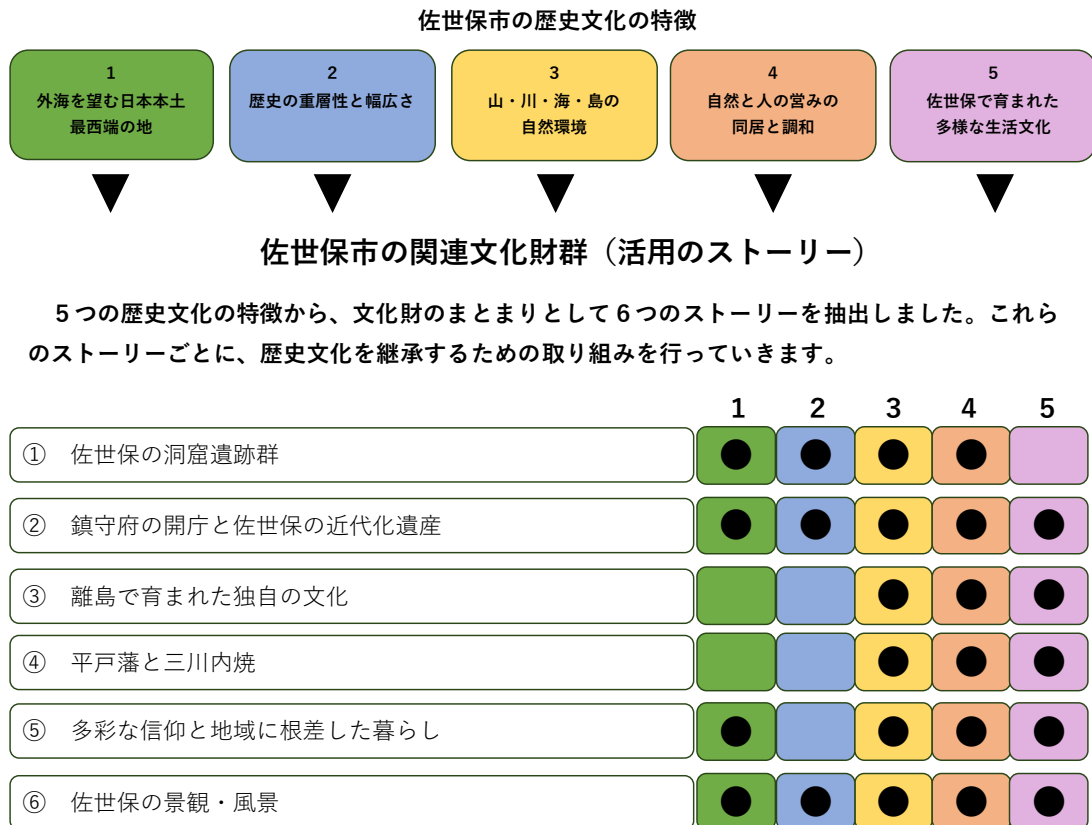 佐世保市の歴史文化の特徴
1
外海を望む日本本土
最西端の地
2
歴史の重層性と幅広さ
3
山・川・海・島の
自然環境
4
自然と人の営みの
同居と調和
5
佐世保で育まれた
多様な生活文化
佐世保市の関連文化財群（活用のストーリー）
５つの歴史文化の特徴から、文化財のまとまりとして６つのストーリーを抽出しました。これら
のストーリーごとに、歴史文化を継承するための取り組みを行っていきます。
1 2 3 4 5
① 佐世保の洞窟遺跡群
② 鎮守府の開庁と佐世保の近代化遺産
③ 離島で育まれた独自の文化
④ 平戸藩と三川内焼
⑤ 多彩な信仰と地域に根差した暮らし
⑥ 佐世保の景観・風景